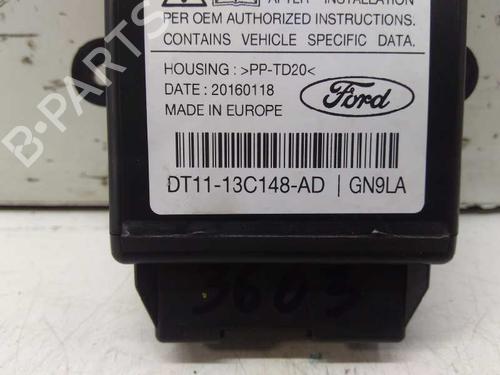 AFTER INSTALLATION
PER OEM AUTHORIZED INSTRUCTIONS.
CONTAINS VEHICLE SPECIFIC DATA.
HOUSING : >PP-TD20<
DATE : 20160118
MADE IN EUROPE
Ford
DT11-13C148-AD | GN9LA
3603
B-PARTS